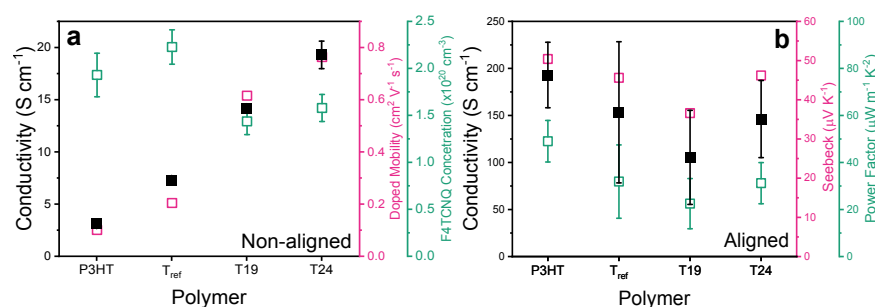 a
Conductivity (S cm⁻¹)
20
15
10
5
0
P3HT
T_ref
T19
T24
Polymer
Non-aligned
0.8
0.6
0.4
0.2
0.0
Doped Mobility (cm² V⁻¹ s⁻¹)
2.5
2.0
1.5
1.0
0.5
0.0
F4TCNQ Concetration (x10²⁰ cm⁻³)
b
Conductivity (S cm⁻¹)
250
200
150
100
50
0
P3HT
T_ref
T19
T24
Polymer
Aligned
60
50
40
30
20
10
0
Seebeck (μV K⁻¹)
100
80
60
40
20
0
Power Factor (μW m⁻¹ K⁻²)